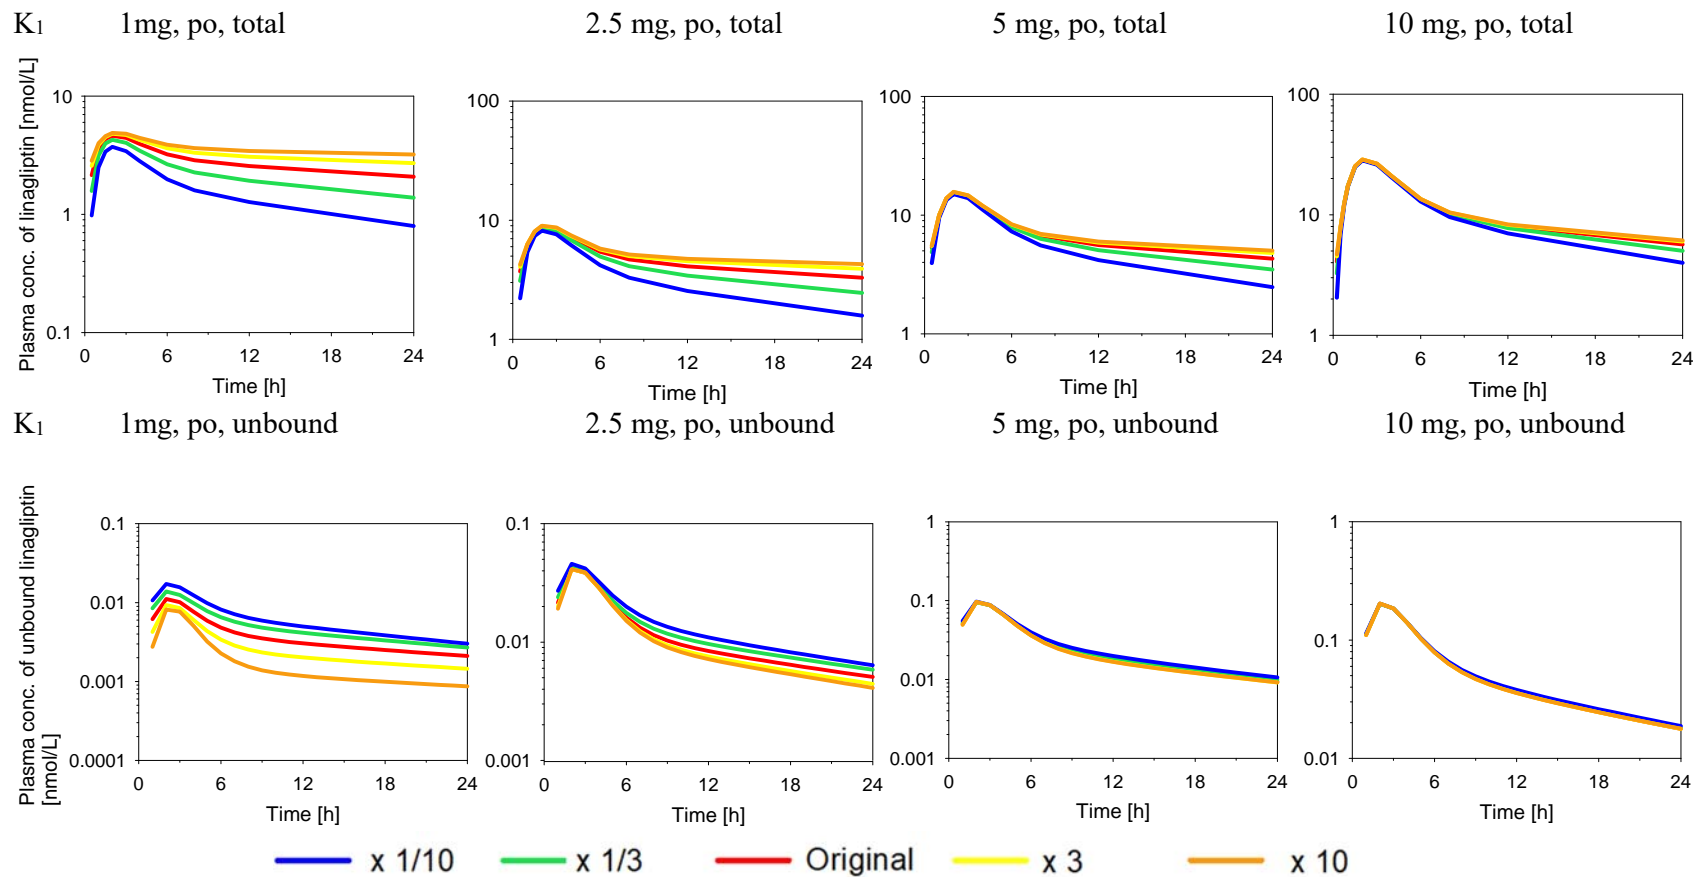 K1 1mg, po, total 2.5 mg, po, total 5 mg, po, total 10 mg, po, total
Plasma conc. of linagliptin [nmol/L]
10
1
0.1
0 6 12 18 24
Time [h]
100
10
1
0 6 12 18 24
Time [h]
100
10
1
0 6 12 18 24
Time [h]
100
10
1
0 6 12 18 24
Time [h]
K1 1mg, po, unbound 2.5 mg, po, unbound 5 mg, po, unbound 10 mg, po, unbound
Plasma conc. of unbound linagliptin
[nmol/L]
0.1
0.01
0.001
0.0001
0 6 12 18 24
Time [h]
0.1
0.01
0.001
0 6 12 18 24
Time [h]
1
0.1
0.01
0.001
0 6 12 18 24
Time [h]
1
0.1
0.01
0 6 12 18 24
Time [h]
x 1/10 x 1/3 Original x 3 x 10